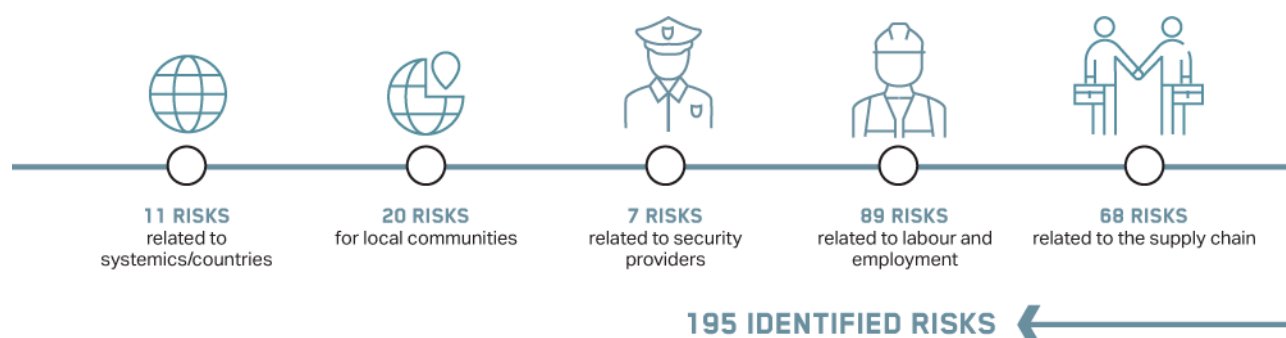 11 RISKS
related to
systemics/countries
20 RISKS
for local communities
7 RISKS
related to security
providers
89 RISKS
related to labour and
employment
68 RISKS
related to the supply chain
195 IDENTIFIED RISKS